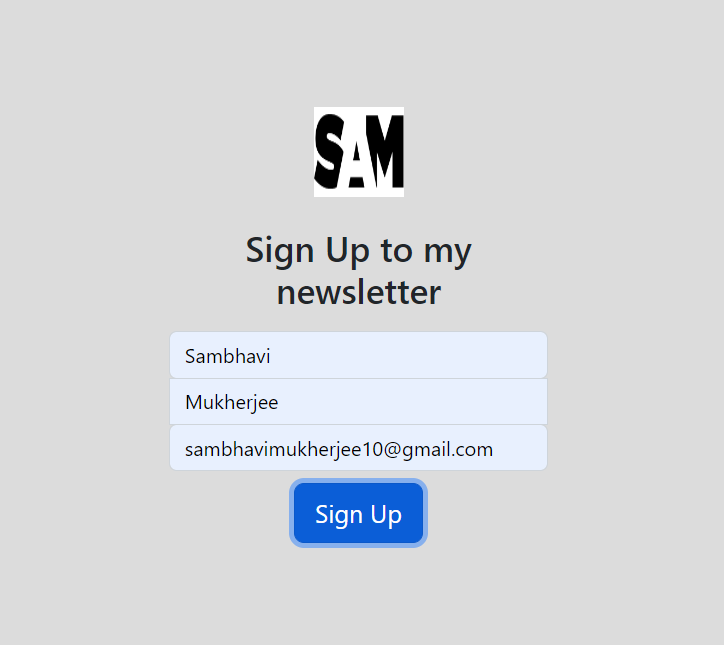 SAM
Sign Up to my
newsletter
Sambhavi
Mukherjee
sambhavimukherjee10@gmail.com
Sign Up